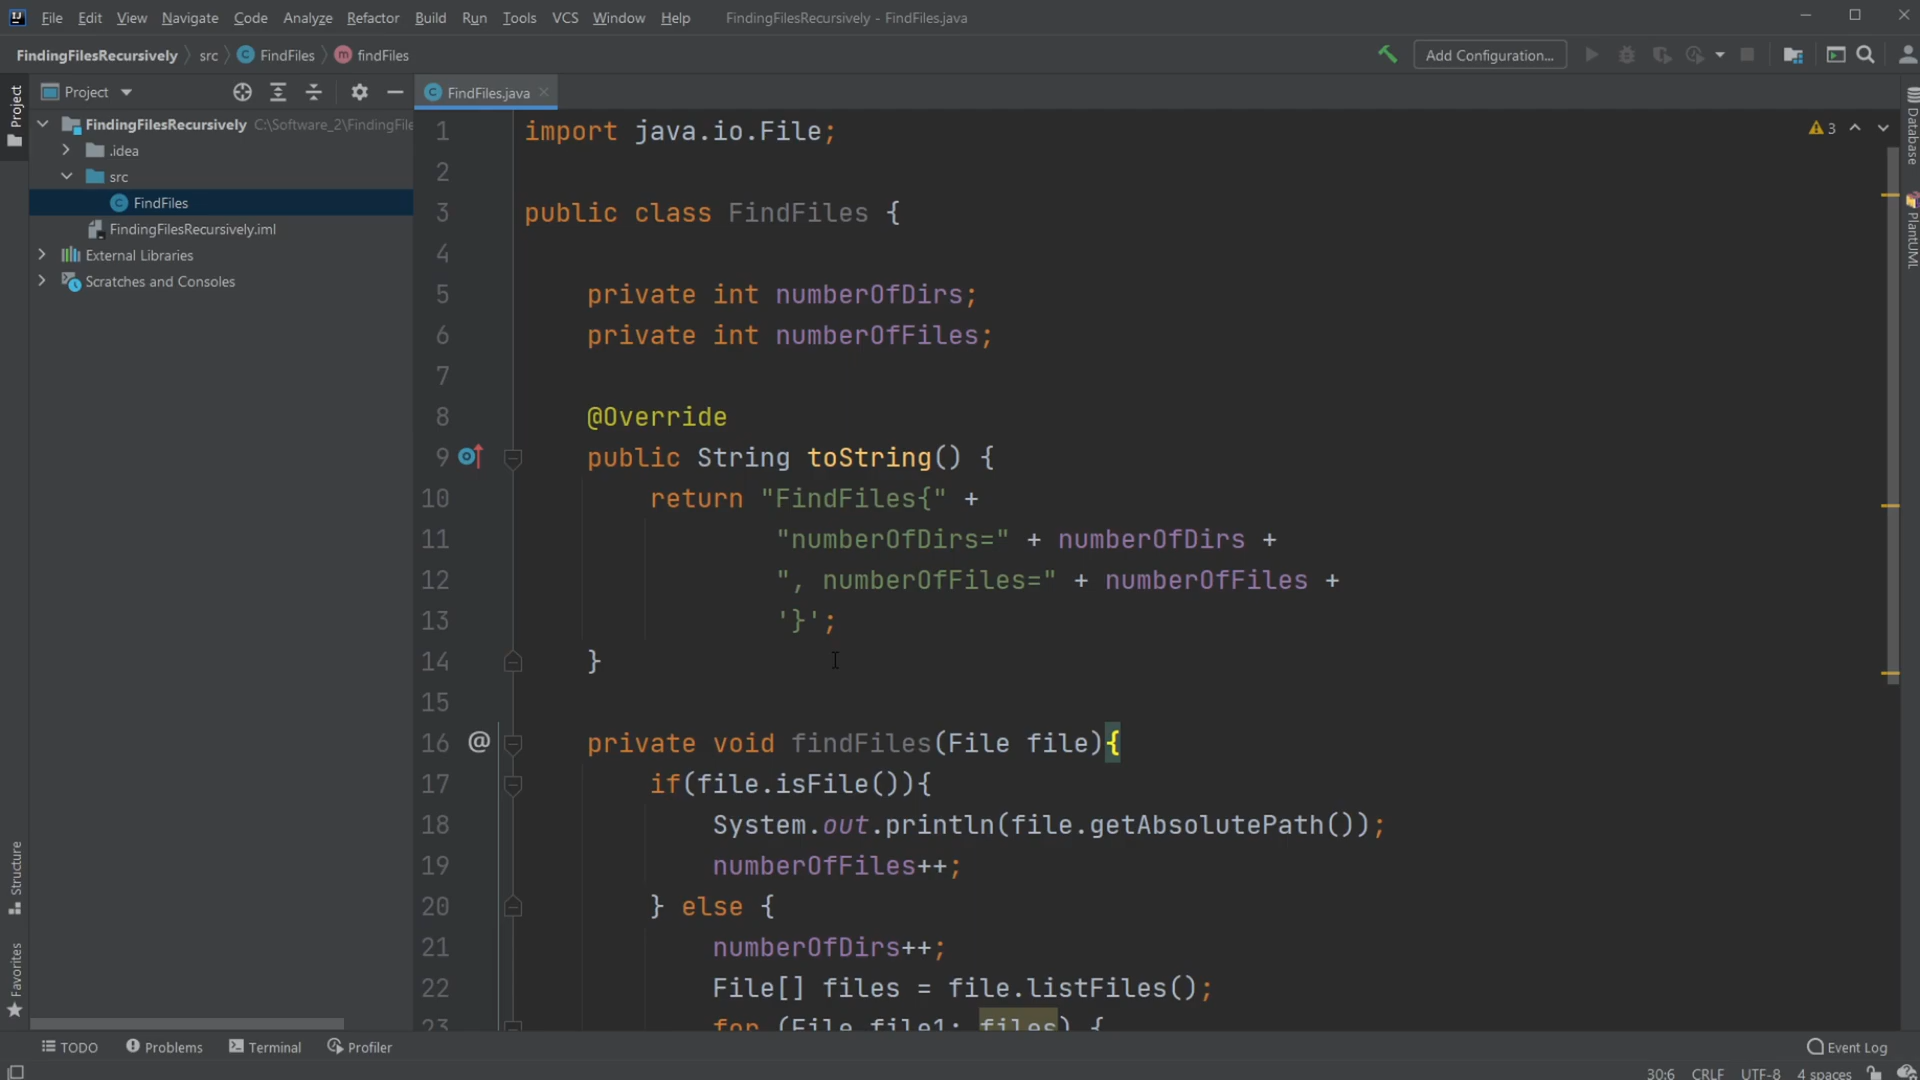 File Edit View Navigate Code Analyze Refactor Build Run Tools VCS Window Help FindingFilesRecursively - FindFiles.java
FindingFilesRecursively src FindFiles findFiles Add Configuration...
Project
Project
FindFiles.java
FindingFilesRecursively C:\Software_2\FindingFile
.idea
src
FindFiles
FindingFilesRecursively.iml
External Libraries
Scratches and Consoles
3
1 import java.io.File;
2
3 public class FindFiles {
4
5 private int numberOfDirs;
6 private int numberOfFiles;
7
8 @Override
9 public String toString() {
10 return "FindFiles{" +
11 "numberOfDirs=" + numberOfDirs +
12 ", numberOfFiles=" + numberOfFiles +
13 '}';
14 }
15
16 @ private void findFiles(File file){
17 if(file.isFile()){
18 System.out.println(file.getAbsolutePath());
19 numberOfFiles++;
20 } else {
21 numberOfDirs++;
22 File[] files = file.listFiles();
23 for (File file1: files) {
Database
PlantUML
Structure
Favorites
TODO Problems Terminal Profiler Event Log
30:6 CRLF UTF-8 4 spaces